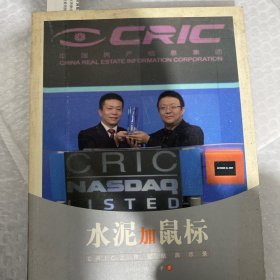 CRIC
中国房产信息集团
CHINA REAL ESTATE INFORMATION CORPORATION
CRIC
NASDAQ
LISTED
水泥加鼠标